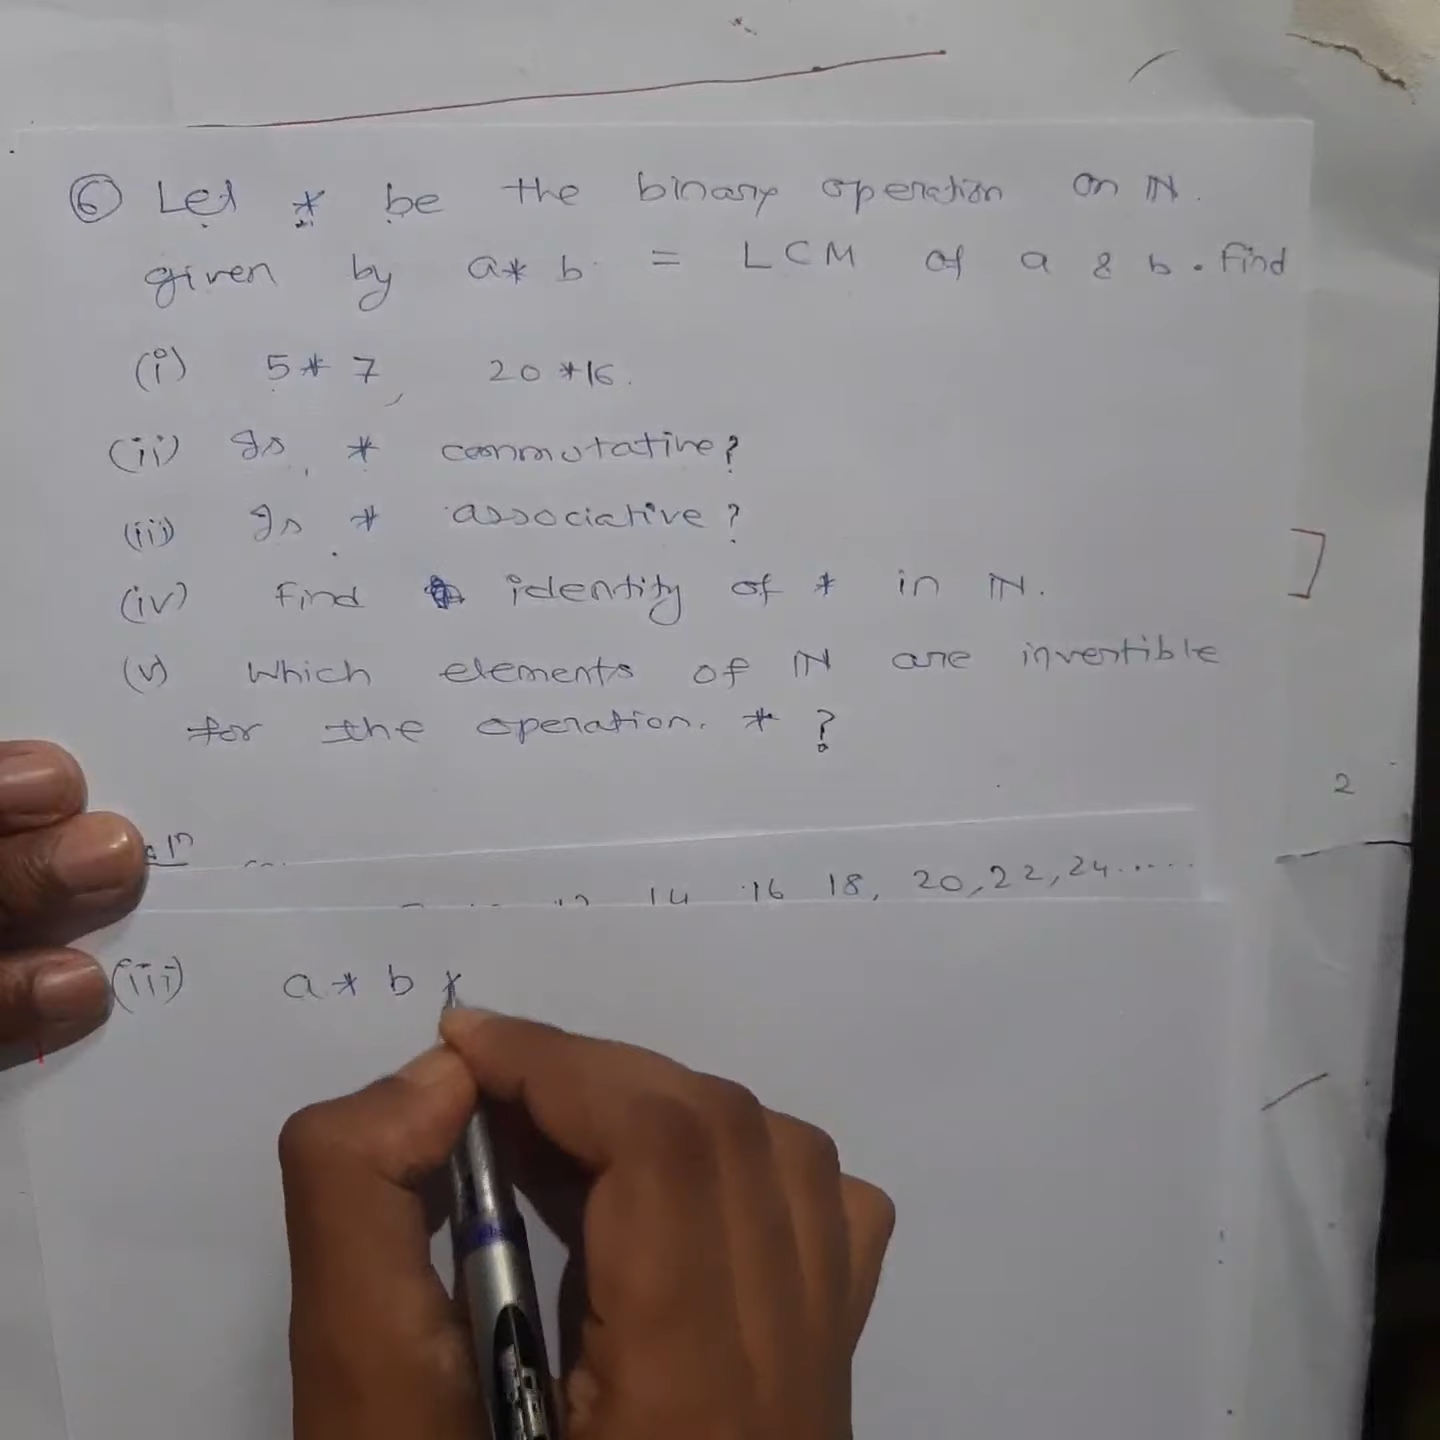 ⑥ Let * be the binary operation on ℕ.
given by a * b = LCM of a & b. Find
(i) 5 * 7, 20 * 16.
(ii) Is * commutative?
(iii) Is * associative?
(iv) Find identity of * in ℕ.
(v) Which elements of ℕ are invertible
for the operation. * ?
2
14 16 18, 20, 22, 24.....
(iii) a * b *